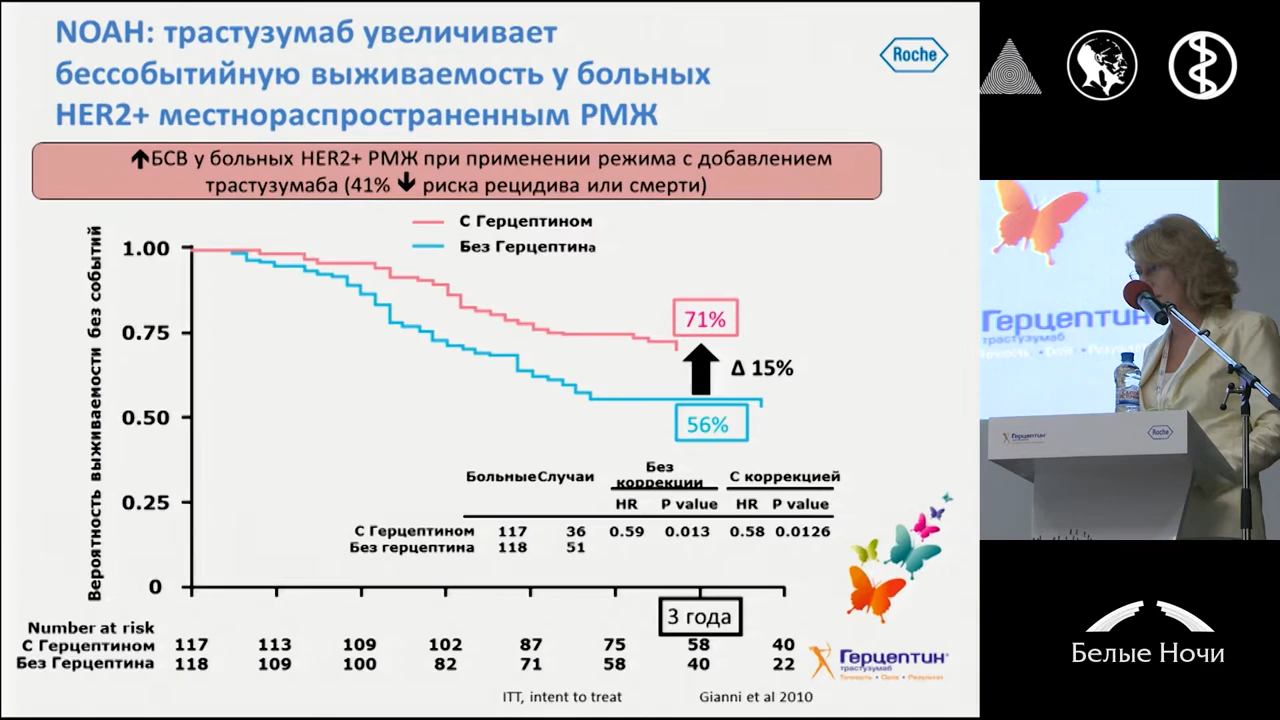 NOAH: трастузумаб увеличивает
бессобытийную выживаемость у больных
HER2+ местнораспространенным РМЖ
Roche
🡅БСВ у больных HER2+ РМЖ при применении режима с добавлением
трастузумаба (41% 🡇 риска рецидива или смерти)
С Герцептином
Без Герцептина
Вероятность выживаемости без событий
1.00
0.75
0.50
0.25
0
71%
Δ 15%
56%
Больные Случаи Без коррекции С коррекцией
HR P value HR P value
С Герцептином 117 36 0.59 0.013 0.58 0.0126
Без герцептина 118 51
3 года
Number at risk
С Герцептином 117 113 109 102 87 75 58 40
Без Герцептина 118 109 100 82 71 58 40 22
Герцептин
трастузумаб
Точность • Сила • Результат
ITT, intent to treat
Gianni et al 2010
Герцептин
трастузумаб
Герцептин
Roche
Белые Ночи